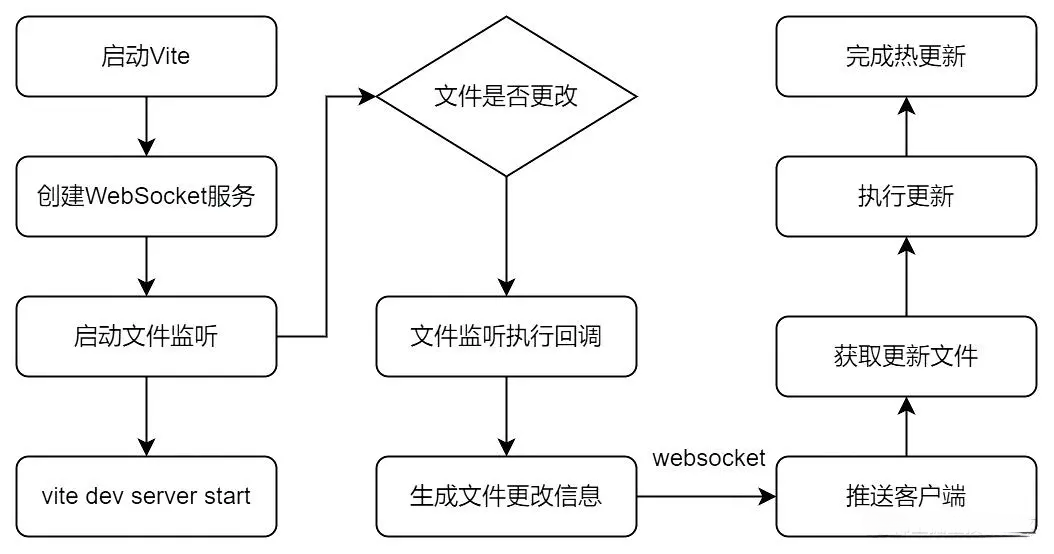 启动Vite
创建WebSocket服务
启动文件监听
vite dev server start
文件是否更改
文件监听执行回调
生成文件更改信息
websocket
推送客户端
获取更新文件
执行更新
完成热更新